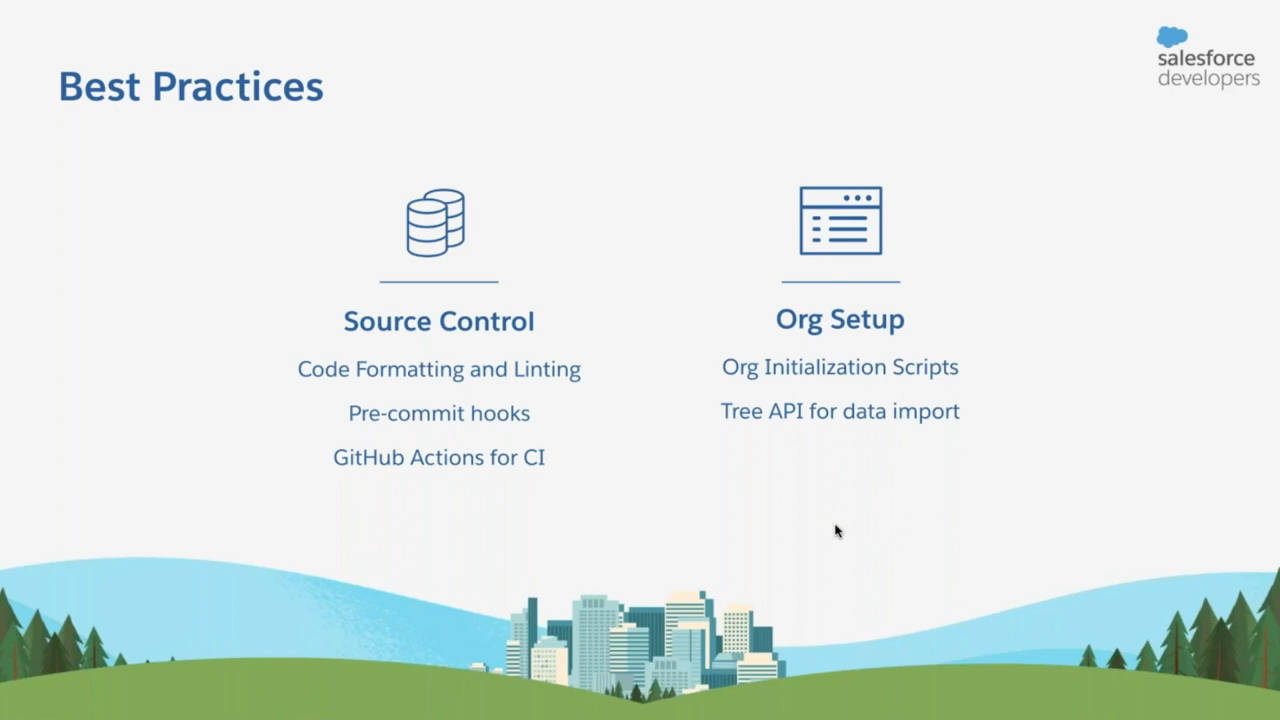 Best Practices
salesforce
developers
Source Control
Code Formatting and Linting
Pre-commit hooks
GitHub Actions for CI
Org Setup
Org Initialization Scripts
Tree API for data import